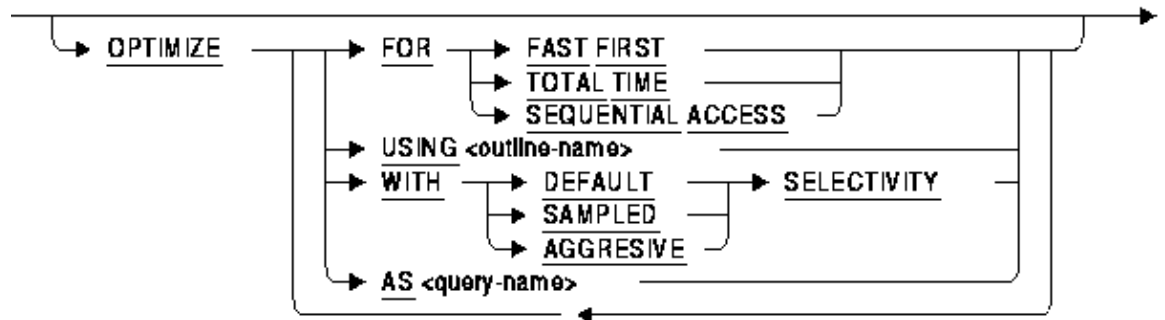 OPTIMIZE FOR FAST FIRST
TOTAL TIME
SEQUENTIAL ACCESS
USING <outline-name>
WITH DEFAULT SELECTIVITY
SAMPLED
AGGRESIVE
AS <query-name>